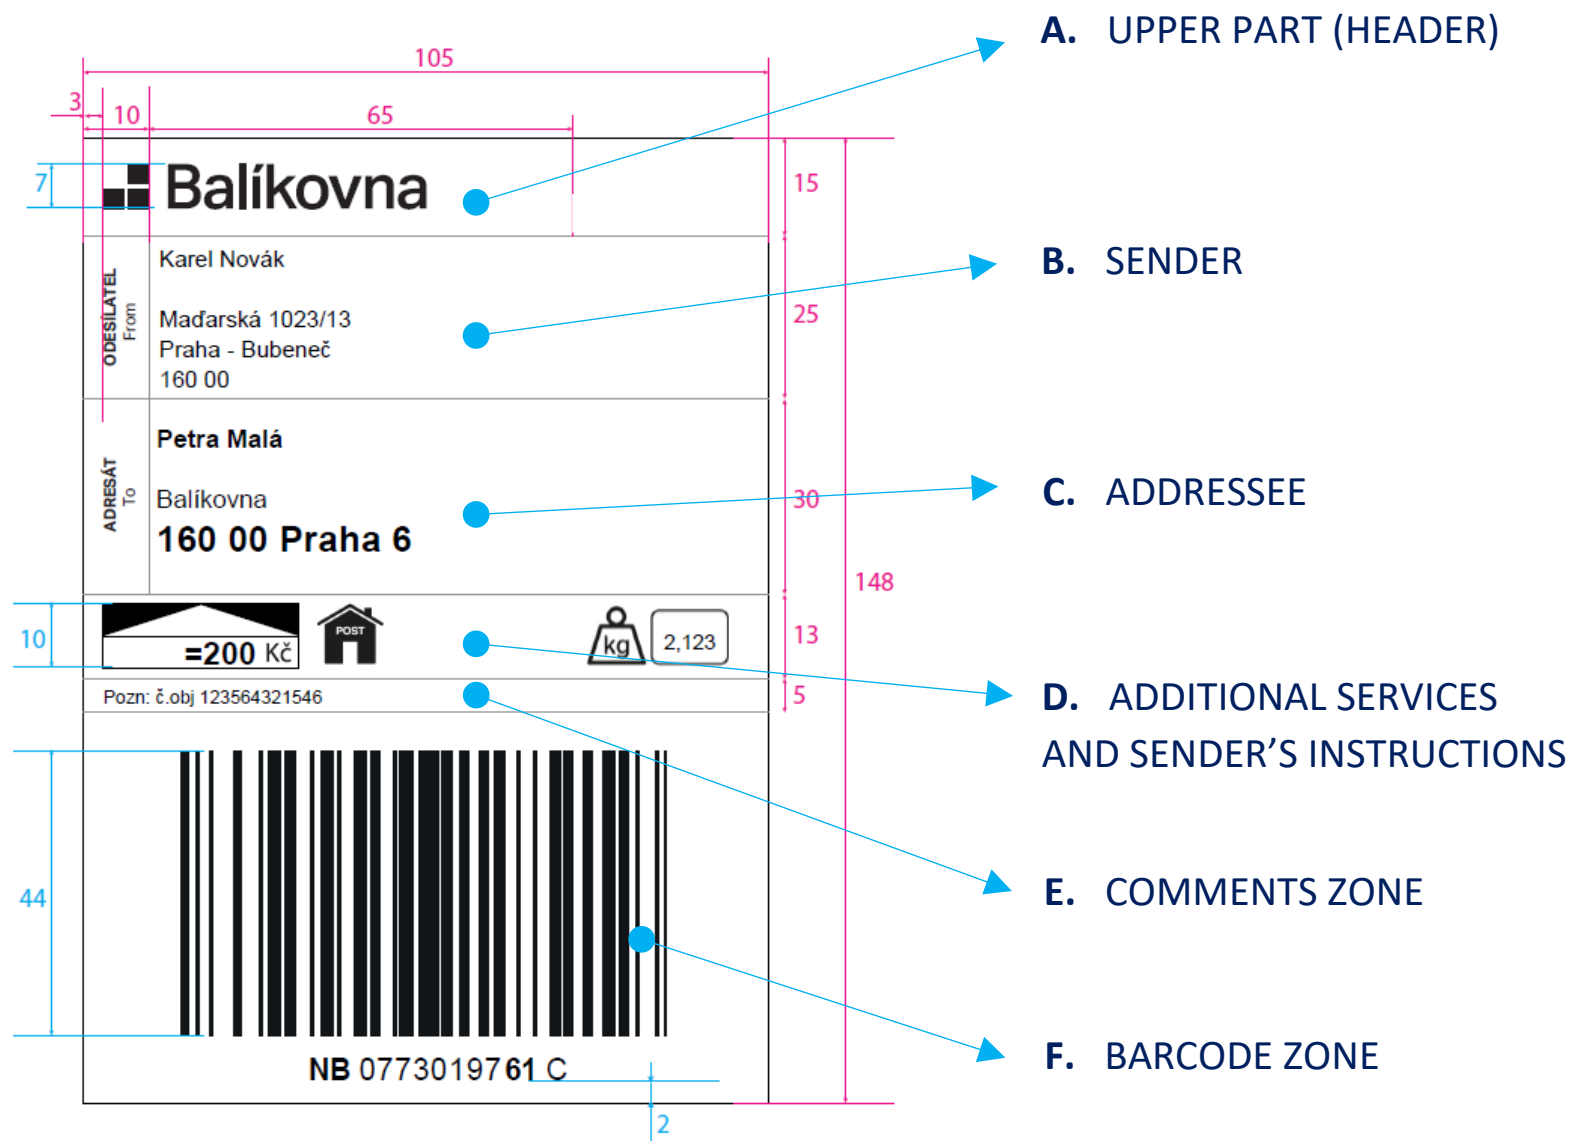 A. UPPER PART (HEADER)
105
3
10
65
7
Balíkovna
15
ODESÍLATEL
From
Karel Novák
Maďarská 1023/13
Praha - Bubeneč
160 00
B. SENDER
25
ADRESÁT
To
Petra Malá
Balíkovna
160 00 Praha 6
C. ADDRESSEE
30
148
10
=200 Kč
POST
kg
2,123
13
Pozn: č.obj 123564321546
5
D. ADDITIONAL SERVICES
AND SENDER’S INSTRUCTIONS
44
E. COMMENTS ZONE
NB 0773019761 C
F. BARCODE ZONE
2